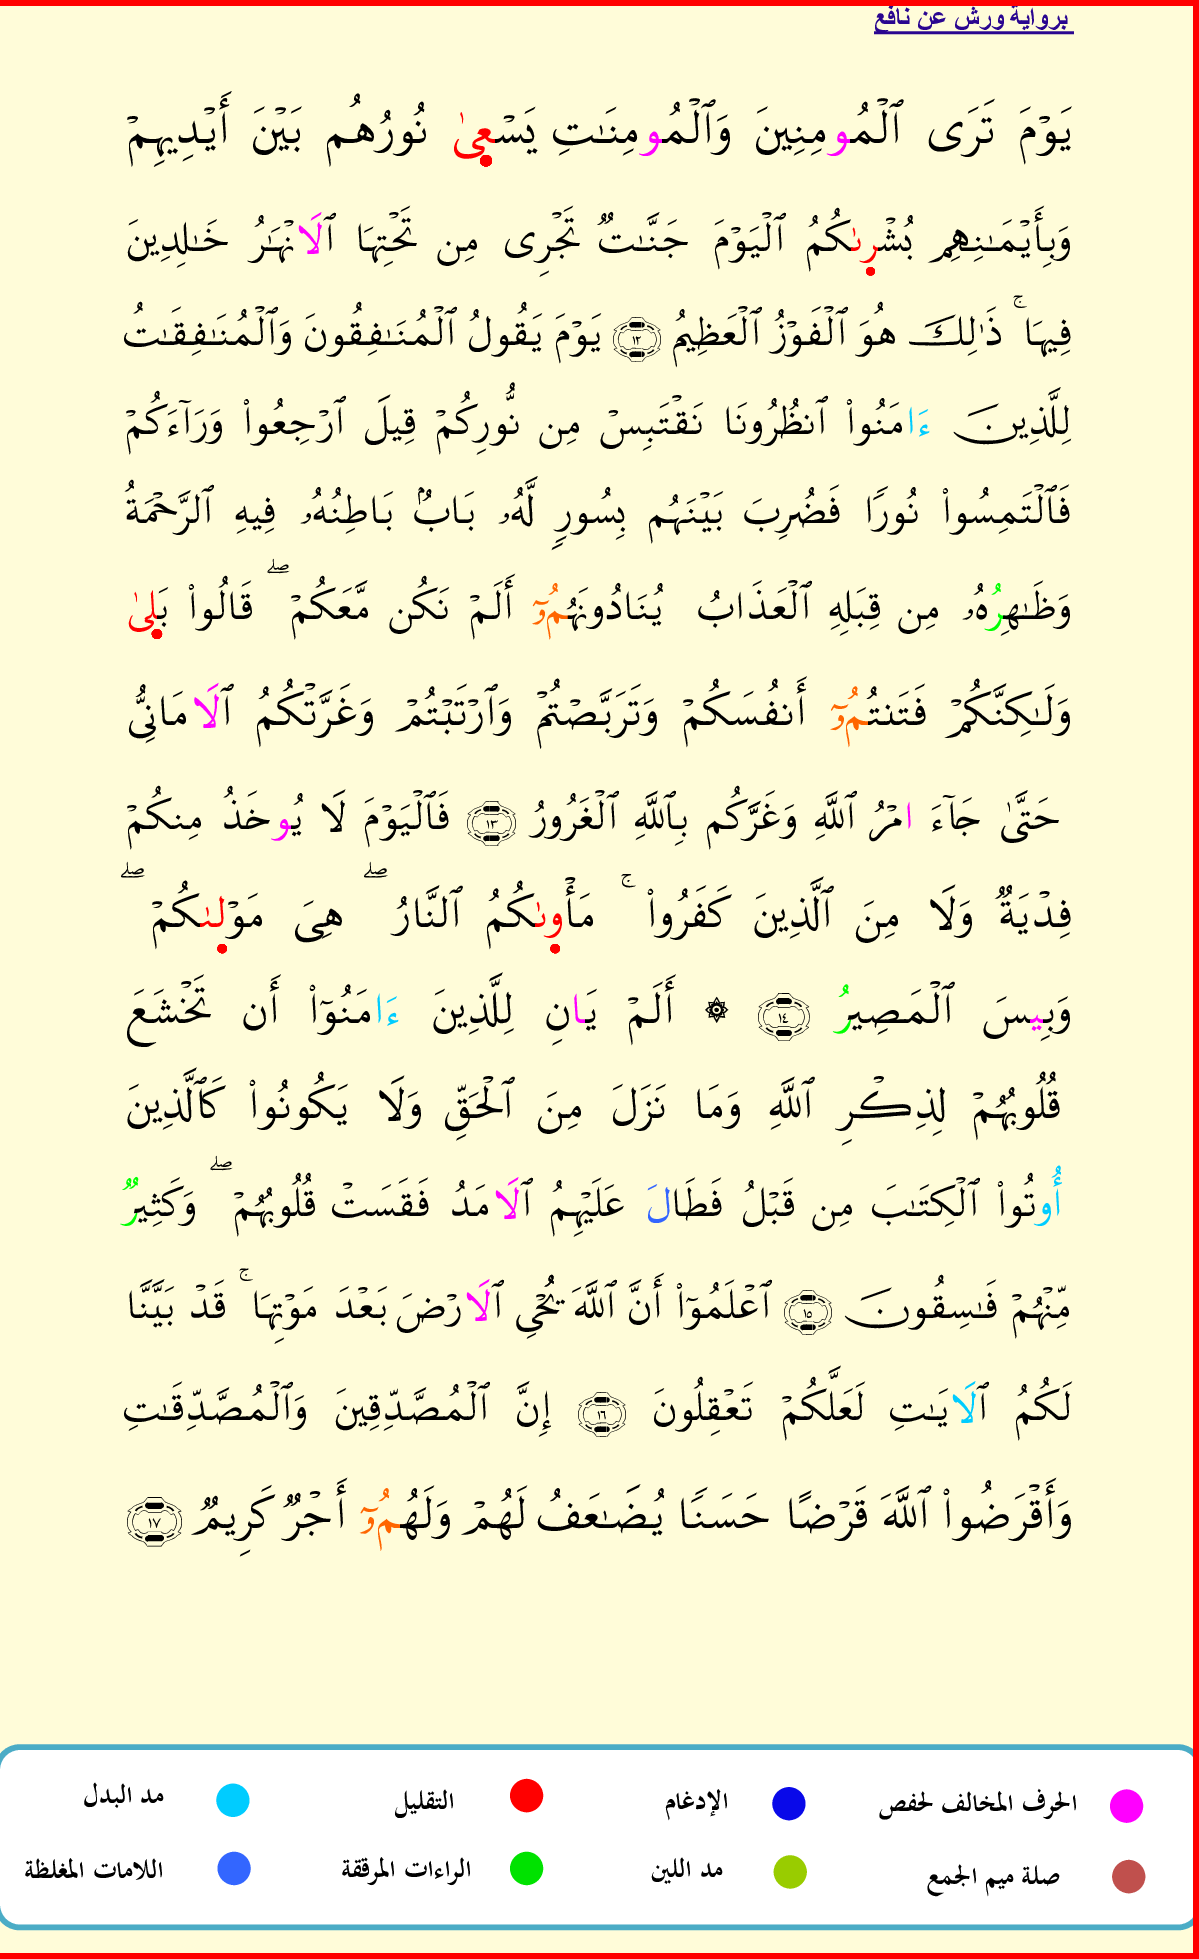 برواية ورش عن نافع
يَوْمَ تَرَى ٱلْمُومِنِينَ وَٱلْمُومِنَٰتِ يَسْعِىٰ نُورُهُم بَيْنَ أَيْدِيهِمْ
وَبِأَيْمَٰنِهِم بُشْرِىٰكُمُ ٱلْيَوْمَ جَنَّٰتٌ تَجْرِى مِن تَحْتِهَا ٱلَانْهَٰرُ خَٰلِدِينَ
فِيهَا ۚ ذَٰلِكَ هُوَ ٱلْفَوْزُ ٱلْعَظِيمُ ١٢ يَوْمَ يَقُولُ ٱلْمُنَٰفِقُونَ وَٱلْمُنَٰفِقَٰتُ
لِلَّذِينَ ءَامَنُوا۟ ٱنظُرُونَا نَقْتَبِسْ مِن نُّورِكُمْ قِيلَ ٱرْجِعُوا۟ وَرَآءَكُمْ
فَٱلْتَمِسُوا۟ نُورًا فَضُرِبَ بَيْنَهُم بِسُورٍ لَّهُۥ بَابٌۢ بَاطِنُهُۥ فِيهِ ٱلرَّحْمَةُ
وَظَٰهِرُهُۥ مِن قِبَلِهِ ٱلْعَذَابُ يُنَادُونَهُمُۥٓ أَلَمْ نَكُن مَّعَكُمْ ۖ قَالُوا۟ بَلِىٰ
وَلَٰكِنَّكُمْ فَتَنتُمُۥٓ أَنفُسَكُمْ وَتَرَبَّصْتُمْ وَٱرْتَبْتُمْ وَغَرَّتْكُمُ ٱلَامَانِىُّ
حَتَّىٰ جَآءَ امْرُ ٱللَّهِ وَغَرَّكُم بِٱللَّهِ ٱلْغَرُورُ ١٣ فَٱلْيَوْمَ لَا يُوخَذُ مِنكُمْ
فِدْيَةٌ وَلَا مِنَ ٱلَّذِينَ كَفَرُوا۟ ۚ مَأْوِىٰكُمُ ٱلنَّارُ ۖ هِىَ مَوْلِىٰكُمْ ۖ
وَبِيسَ ٱلْمَصِيرُ ١٤ ۞ أَلَمْ يَانِ لِلَّذِينَ ءَامَنُوٓا۟ أَن تَخْشَعَ
قُلُوبُهُمْ لِذِكْرِ ٱللَّهِ وَمَا نَزَلَ مِنَ ٱلْحَقِّ وَلَا يَكُونُوا۟ كَٱلَّذِينَ
أُوتُوا۟ ٱلْكِتَٰبَ مِن قَبْلُ فَطَالَ عَلَيْهِمُ ٱلَامَدُ فَقَسَتْ قُلُوبُهُمْ ۖ وَكَثِيرٌ
مِّنْهُمْ فَٰسِقُونَ ١٥ ٱعْلَمُوٓا۟ أَنَّ ٱللَّهَ يُحْىِ ٱلَارْضَ بَعْدَ مَوْتِهَا ۚ قَدْ بَيَّنَّا
لَكُمُ ٱلَايَٰتِ لَعَلَّكُمْ تَعْقِلُونَ ١٦ إِنَّ ٱلْمُصَّدِّقِينَ وَٱلْمُصَّدِّقَٰتِ
وَأَقْرَضُوا۟ ٱللَّهَ قَرْضًا حَسَنًا يُضَٰعَفُ لَهُمْ وَلَهُمُۥٓ أَجْرٌ كَرِيمٌ ١٧
الحرف المخالف لحفص الإدغام التقليل مد البدل
صلة ميم الجمع مد اللين الراءات المرققة اللامات المغلظة